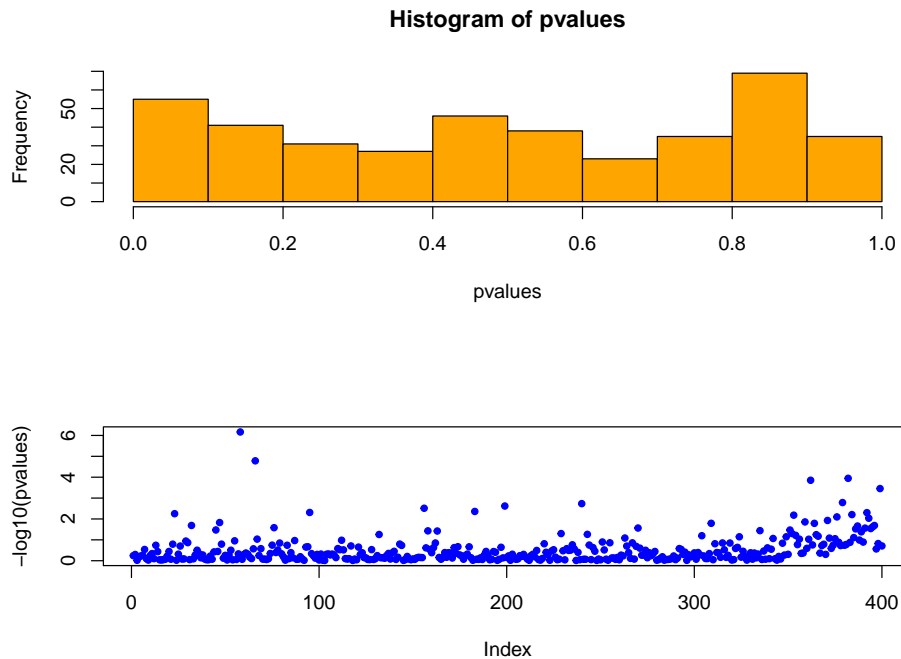 Histogram of pvalues
Frequency
0
20
50
0.0 0.2 0.4 0.6 0.8 1.0
pvalues
−log10(pvalues)
0
2
4
6
0 100 200 300 400
Index